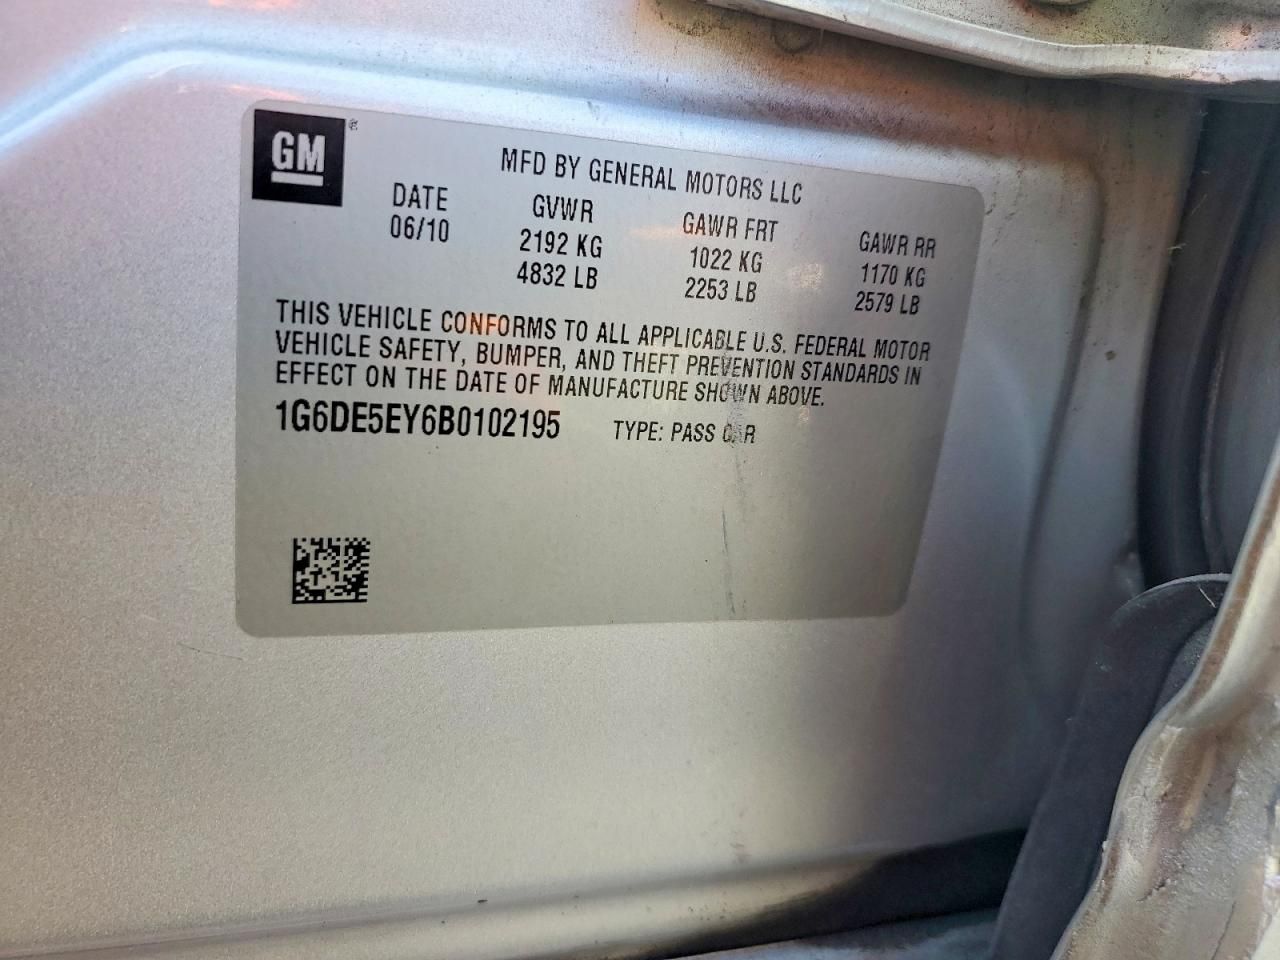 GM
MFD BY GENERAL MOTORS LLC
DATE GVWR GAWR FRT GAWR RR
06/10 2192 KG 1022 KG 1170 KG
4832 LB 2253 LB 2579 LB
THIS VEHICLE CONFORMS TO ALL APPLICABLE U.S. FEDERAL MOTOR
VEHICLE SAFETY, BUMPER, AND THEFT PREVENTION STANDARDS IN
EFFECT ON THE DATE OF MANUFACTURE SHOWN ABOVE.
1G6DE5EY6B0102195 TYPE: PASS CAR